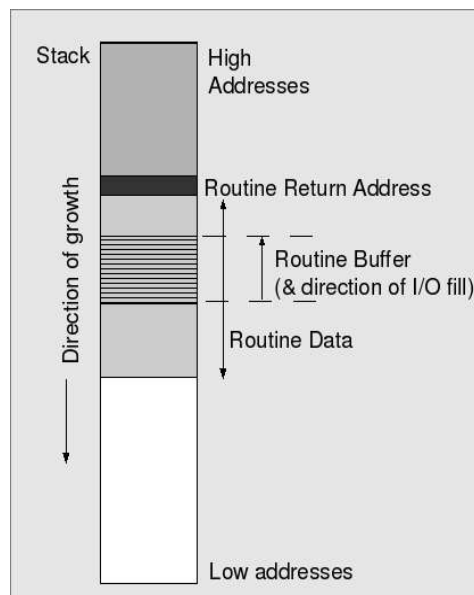 Stack
High
Addresses
Routine Return Address
Direction of growth
Routine Buffer
(& direction of I/O fill)
Routine Data
Low addresses